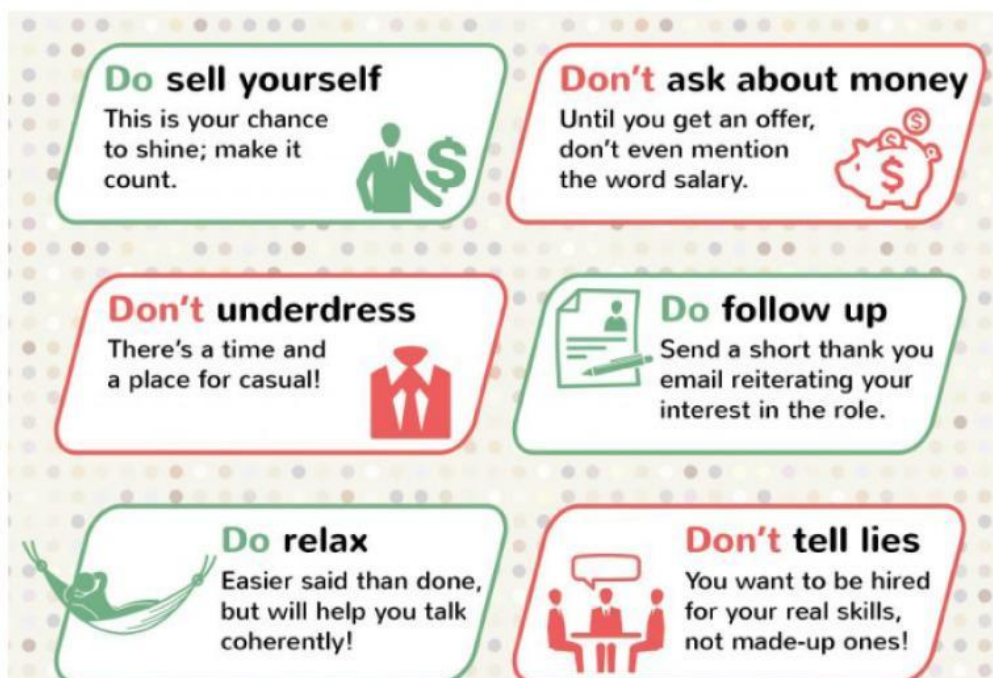 Do sell yourself
This is your chance
to shine; make it
count.
$
Don't ask about money
Until you get an offer,
don't even mention
the word salary.
$
$
$
Don't underdress
There's a time and
a place for casual!
Do follow up
Send a short thank you
email reiterating your
interest in the role.
Do relax
Easier said than done,
but will help you talk
coherently!
Don't tell lies
You want to be hired
for your real skills,
not made-up ones!